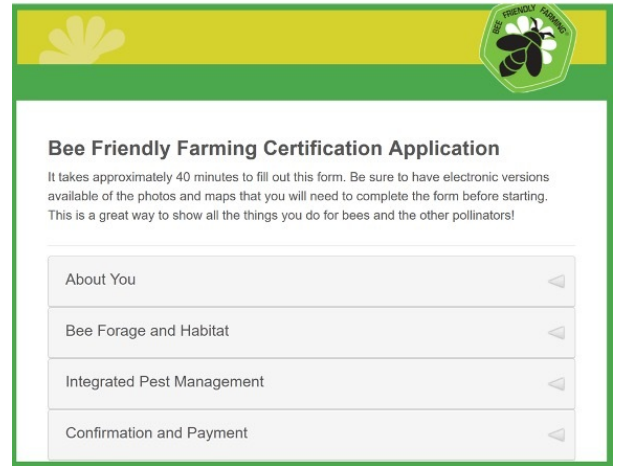 BEE FRIENDLY FARMING
Bee Friendly Farming Certification Application
It takes approximately 40 minutes to fill out this form. Be sure to have electronic versions
available of the photos and maps that you will need to complete the form before starting.
This is a great way to show all the things you do for bees and the other pollinators!
About You
Bee Forage and Habitat
Integrated Pest Management
Confirmation and Payment